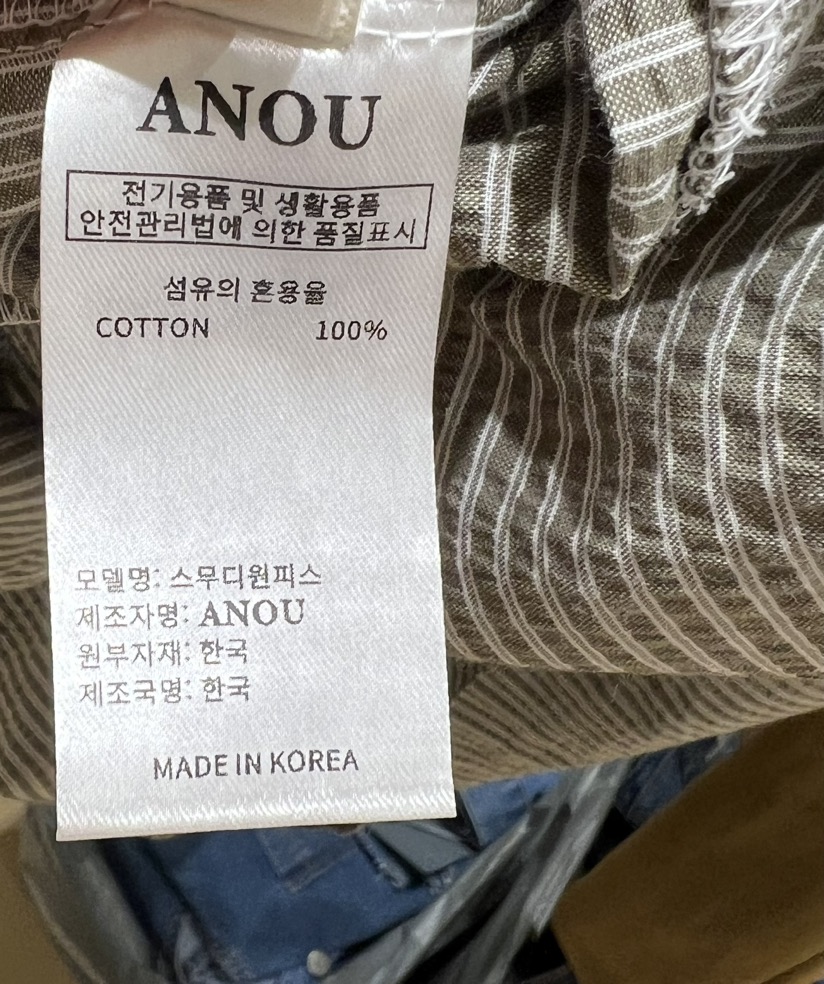 ANOU
전기용품 및 생활용품
안전관리법에 의한 품질표시
섬유의 혼용율
COTTON 100%
모델명: 스무디원피스
제조자명: ANOU
원부자재: 한국
제조국명: 한국
MADE IN KOREA